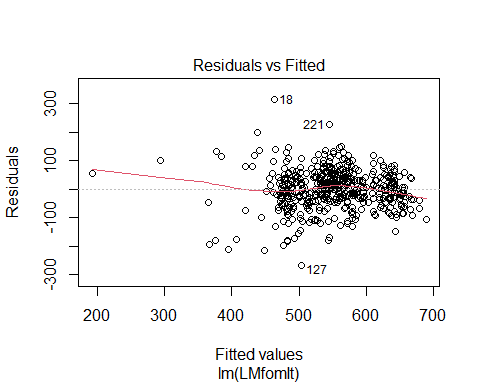 Residuals vs Fitted
300
100
-100
-300
Residuals
18
221
127
200 300 400 500 600 700
Fitted values
lm(LMfomlt)